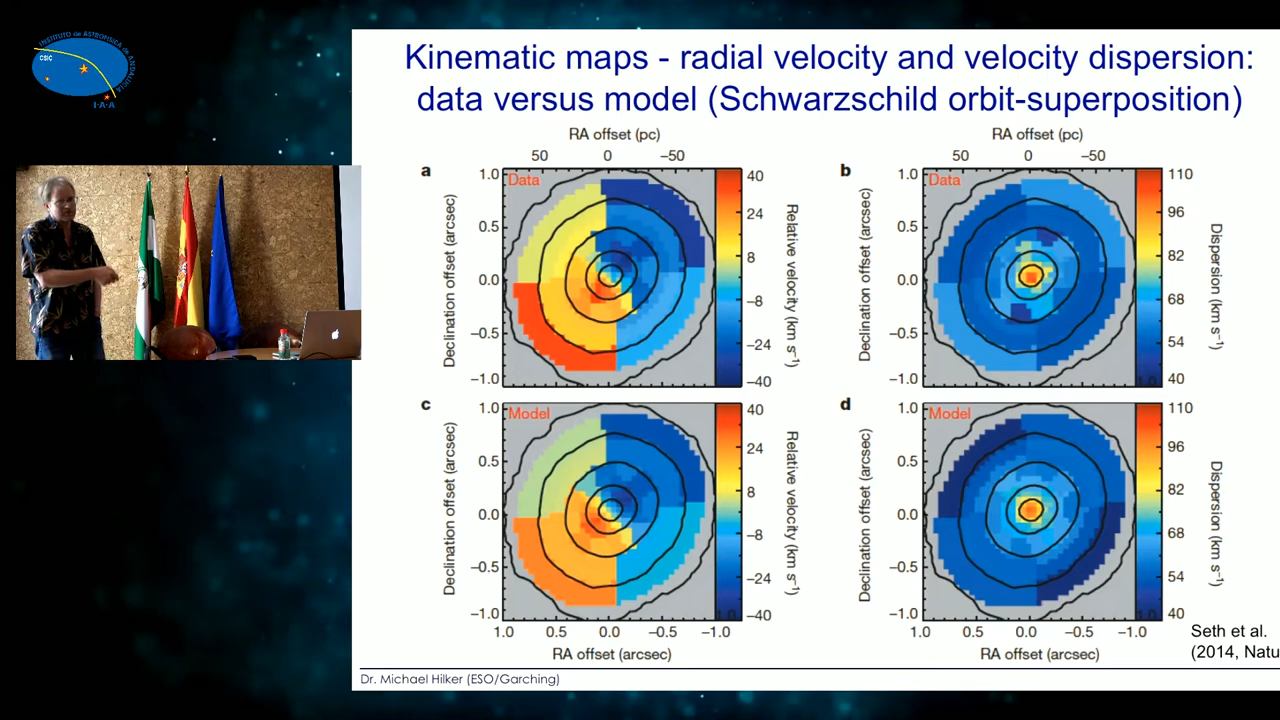 INSTITUTO de ASTROFÍSICA de ANDALUCÍA
CSIC
I-A-A
Kinematic maps - radial velocity and velocity dispersion:
data versus model (Schwarzschild orbit-superposition)
RA offset (pc)
50 0 −50
a
Data
1.0
0.5
0.0
−0.5
−1.0
Declination offset (arcsec)
40
24
8
−8
−24
−40
Relative velocity (km s⁻¹)
RA offset (pc)
50 0 −50
b
Data
1.0
0.5
0.0
−0.5
−1.0
Declination offset (arcsec)
110
96
82
68
54
40
Dispersion (km s⁻¹)
c
Model
1.0
0.5
0.0
−0.5
−1.0
Declination offset (arcsec)
40
24
8
−8
−24
−40
Relative velocity (km s⁻¹)
1.0 0.5 0.0 −0.5 −1.0
RA offset (arcsec)
d
Model
1.0
0.5
0.0
−0.5
−1.0
Declination offset (arcsec)
110
96
82
68
54
40
Dispersion (km s⁻¹)
1.0 0.5 0.0 −0.5 −1.0
RA offset (arcsec)
Seth et al.
(2014, Natu
Dr. Michael Hilker (ESO/Garching)